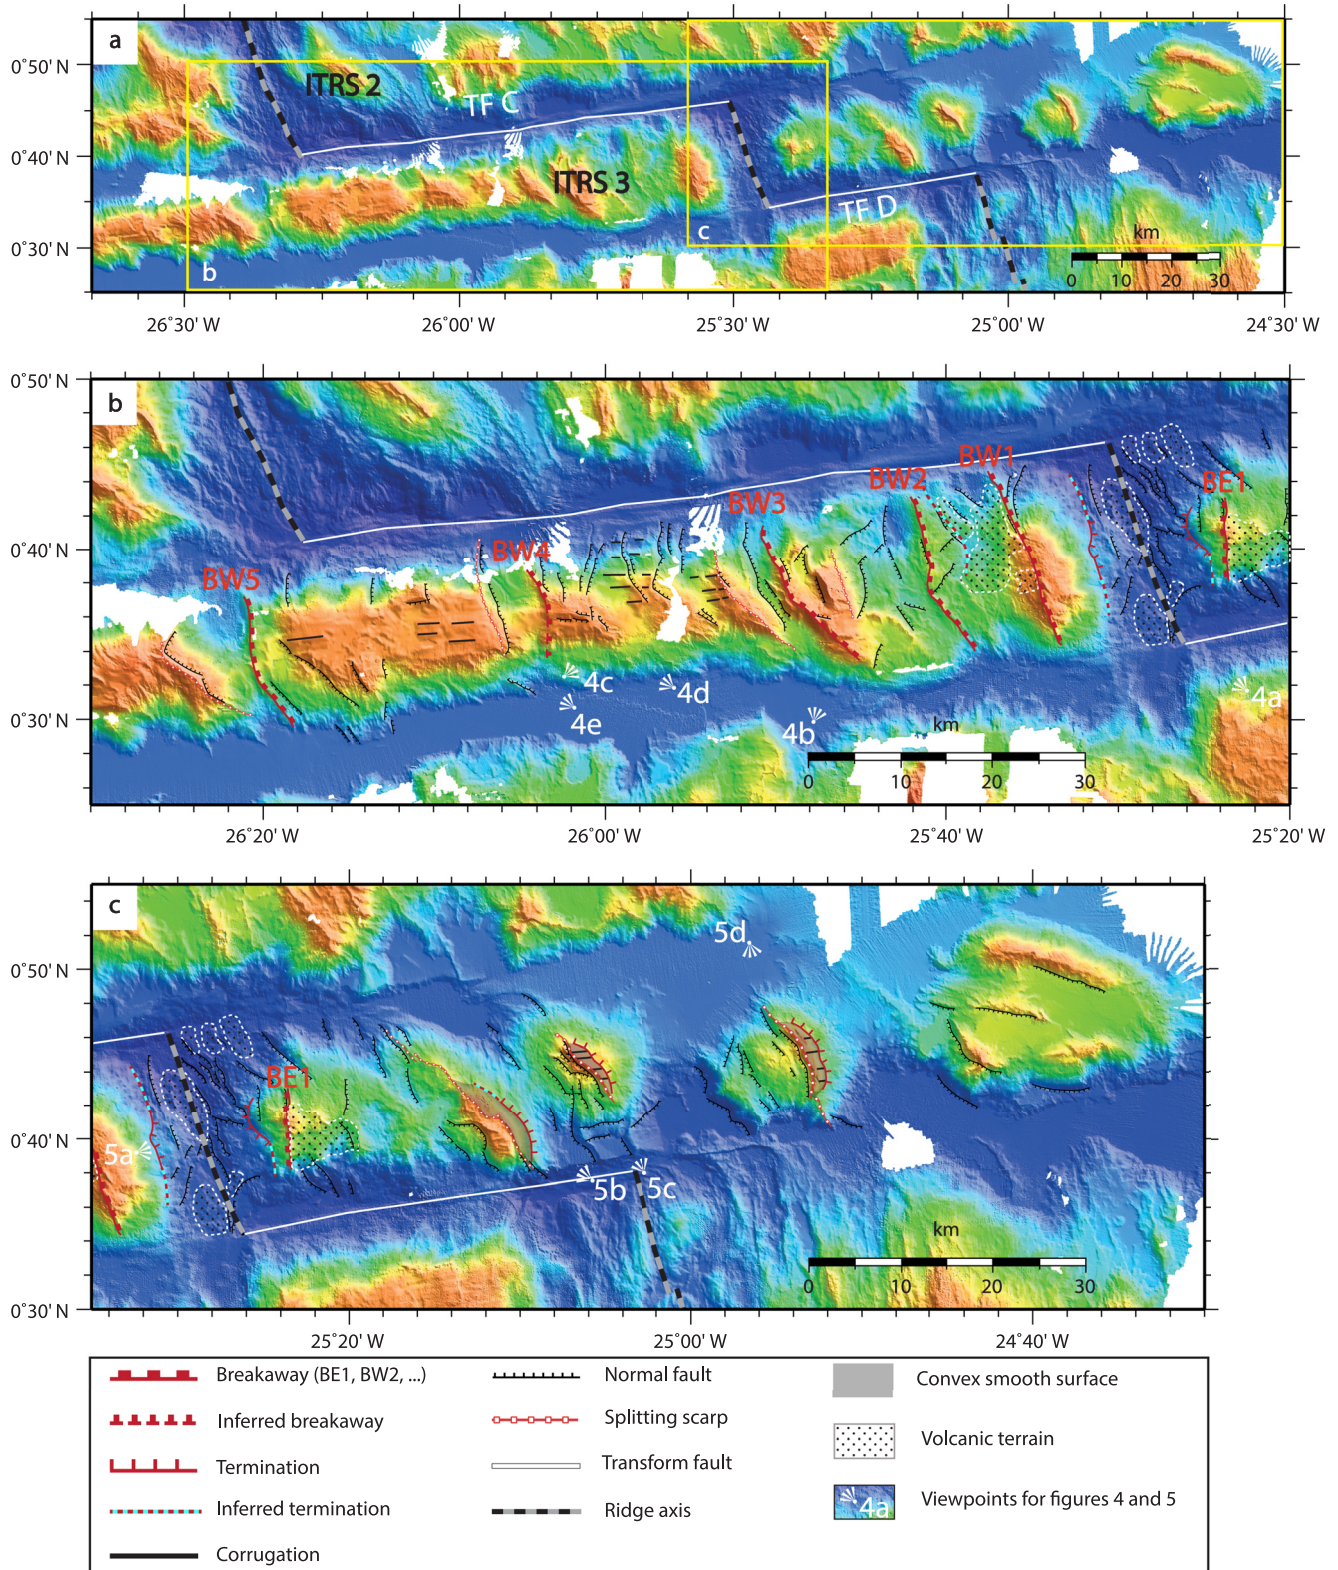 a
0°50' N
0°40' N
0°30' N
ITRS 2
TF C
ITRS 3
TF D
b
c
km
0 10 20 30
26°30' W 26°00' W 25°30' W 25°00' W 24°30' W
b
0°50' N
0°40' N
0°30' N
BW5
BW4
BW3
BW2
BW1
BE1
4c
4d
4e
4b
4a
km
0 10 20 30
26°20' W 26°00' W 25°40' W 25°20' W
c
0°50' N
0°40' N
0°30' N
5d
BE1
5a
5b
5c
km
0 10 20 30
25°20' W 25°00' W 24°40' W
Breakaway (BE1, BW2, ...)
Inferred breakaway
Termination
Inferred termination
Corrugation
Normal fault
Splitting scarp
Transform fault
Ridge axis
Convex smooth surface
Volcanic terrain
4a
Viewpoints for figures 4 and 5